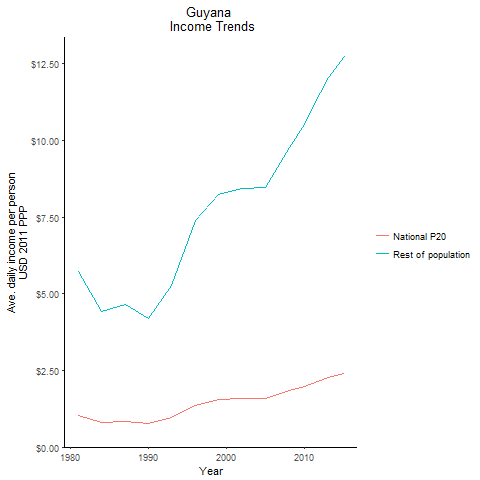 Guyana
Income Trends
$12.50
$10.00
$7.50
$5.00
$2.50
$0.00
Ave. daily income per person
USD 2011 PPP
1980 1990 2000 2010
Year
National P20
Rest of population